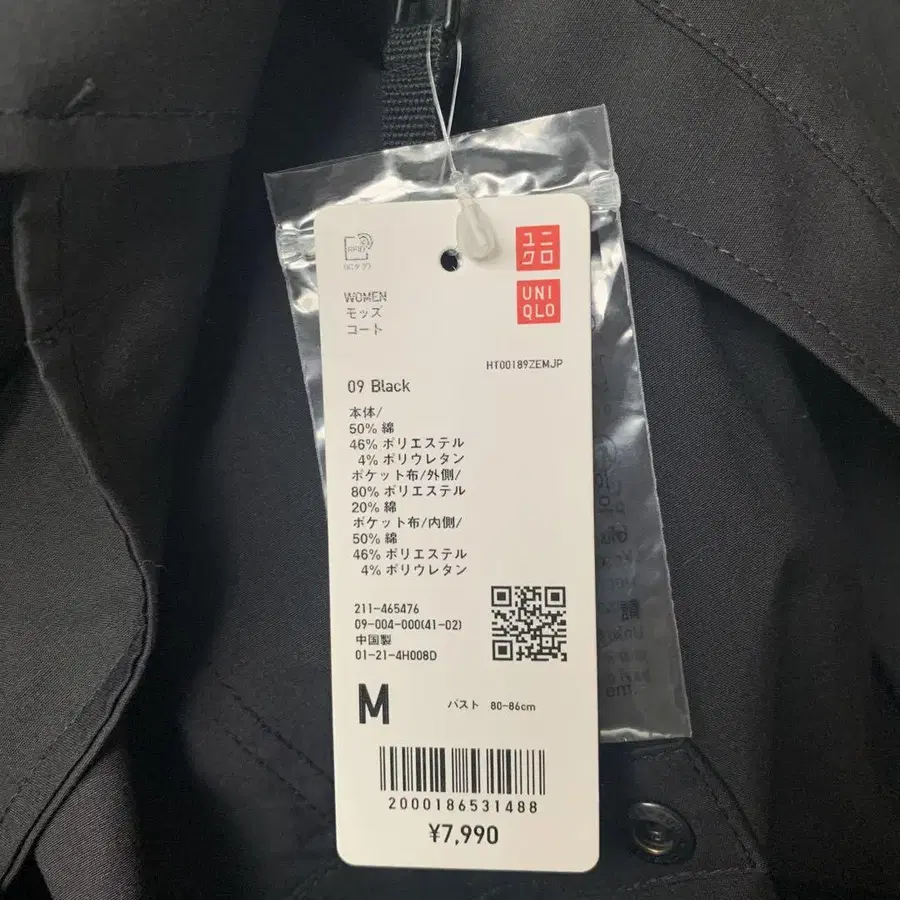 RFID
(ICタグ)
ユニ
クロ
UNI
QLO
WOMEN
モッズ
コート
HT00189ZEMJP
09 Black
本体/
50% 綿
46% ポリエステル
4% ポリウレタン
ポケット布/外側/
80% ポリエステル
20% 綿
ポケット布/内側/
50% 綿
46% ポリエステル
4% ポリウレタン
211-465476
09-004-000(41-02)
中国製
01-21-4H008D
M バスト 80-86cm
2000186531488
¥7,990